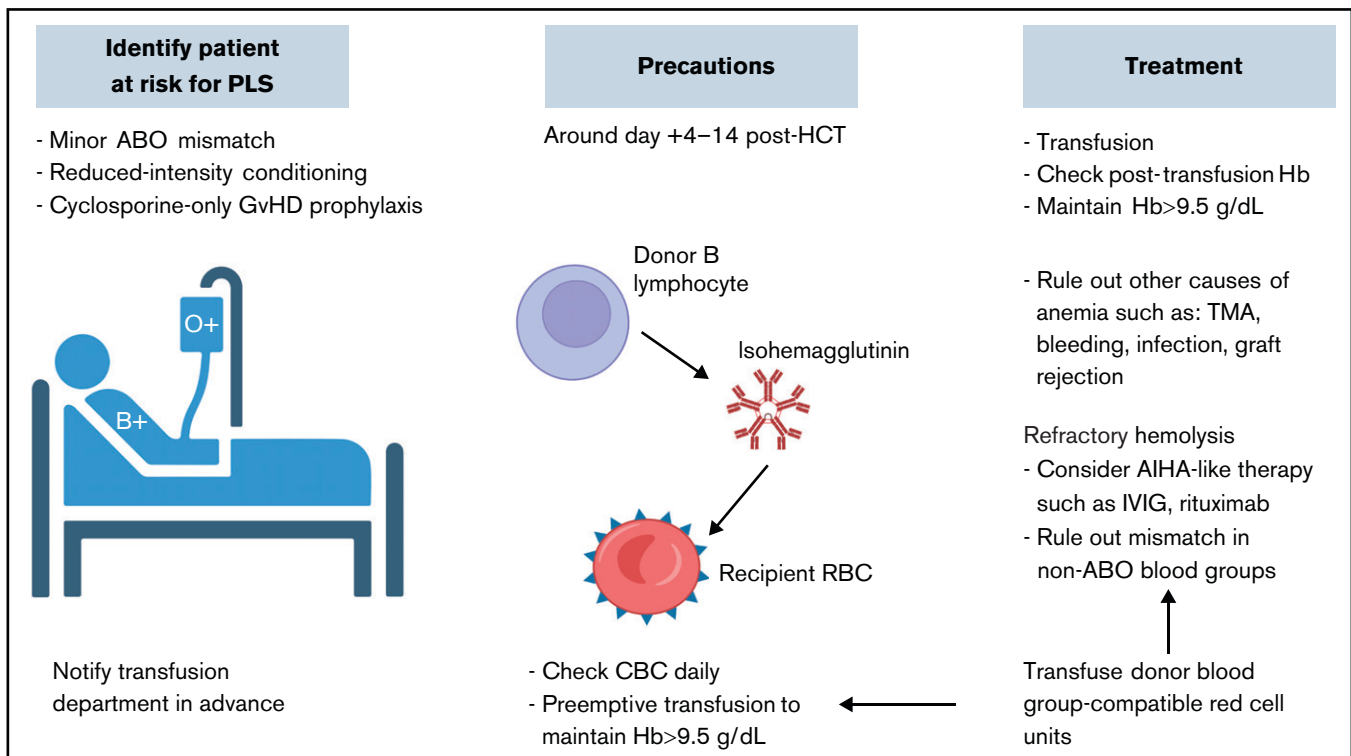 Identify patient
at risk for PLS
- Minor ABO mismatch
- Reduced-intensity conditioning
- Cyclosporine-only GvHD prophylaxis
O+
B+
Notify transfusion
department in advance
Precautions
Around day +4–14 post-HCT
Donor B
lymphocyte
Isohemagglutinin
Recipient RBC
- Check CBC daily
- Preemptive transfusion to
maintain Hb>9.5 g/dL
Treatment
- Transfusion
- Check post-transfusion Hb
- Maintain Hb>9.5 g/dL
- Rule out other causes of
anemia such as: TMA,
bleeding, infection, graft
rejection
Refractory hemolysis
- Consider AIHA-like therapy
such as IVIG, rituximab
- Rule out mismatch in
non-ABO blood groups
Transfuse donor blood
group-compatible red cell
units